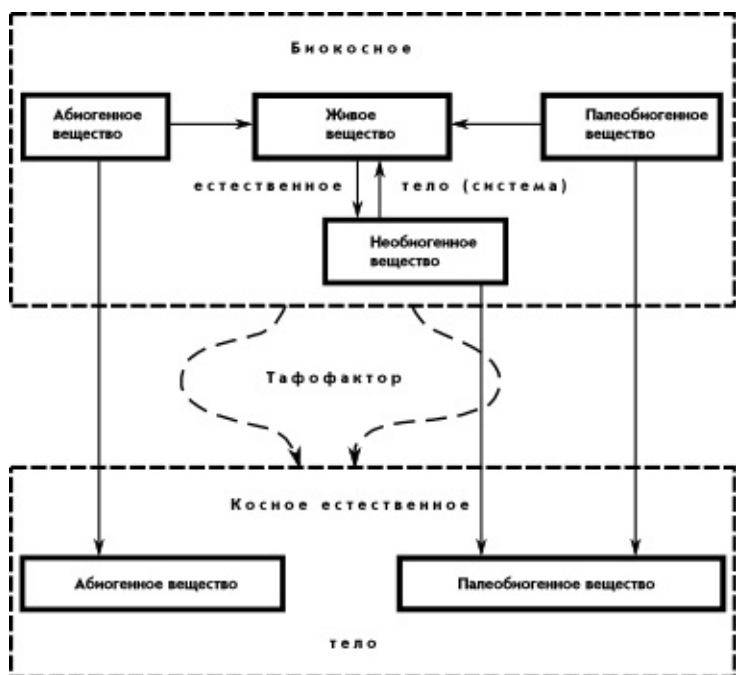 Биокосное
Абиогенное
вещество
Живое
вещество
Палеобиогенное
вещество
естественное
тело (система)
Необиогенное
вещество
Тафофактор
Косное естественное
Абиогенное вещество
Палеобиогенное вещество
тело